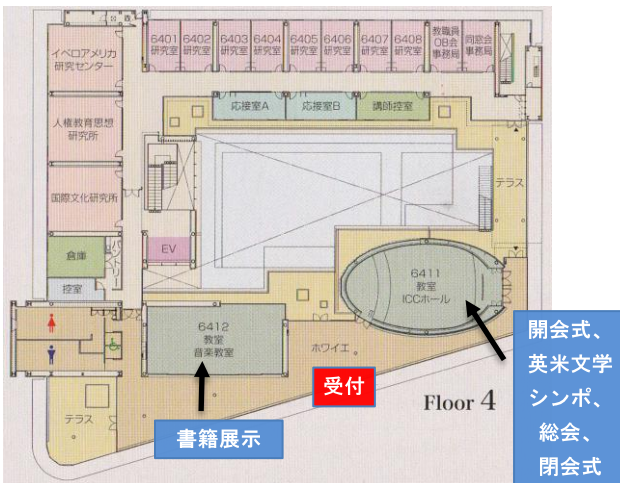 6401
研究室
6402
研究室
6403
研究室
6404
研究室
6405
研究室
6406
研究室
6407
研究室
6408
研究室
教職員
OB会
事務局
同窓会
事務局
イベロアメリカ
研究センター
応接室A
応接室B
講師控室
人権教育思想
研究所
国際文化研究所
テラス
EV
倉庫
パントリー
控室
6411
教室
ICCホール
6412
教室
音楽教室
ホワイエ
受付
Floor 4
テラス
書籍展示
開会式、
英米文学
シンポ、
総会、
閉会式